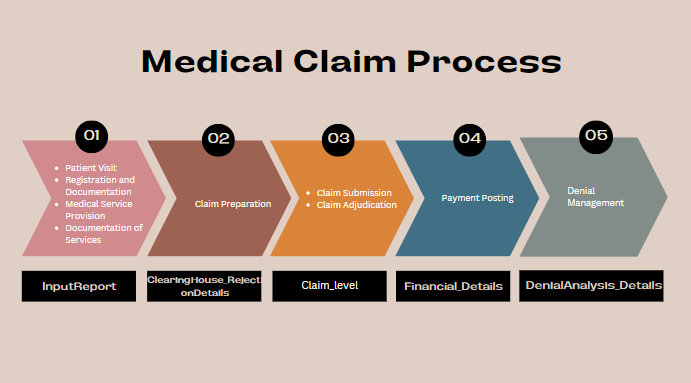 Medical Claim Process
01
02
03
04
05
• Patient Visit
• Registration and
Documentation
• Medical Service
Provision
• Documentation of
Services
Claim Preparation
• Claim Submission
• Claim Adjudication
Payment Posting
Denial
Management
InputReport
ClearingHouse_Rejecti
onDetails
Claim_level
Financial_Details
DenialAnalysis_Details